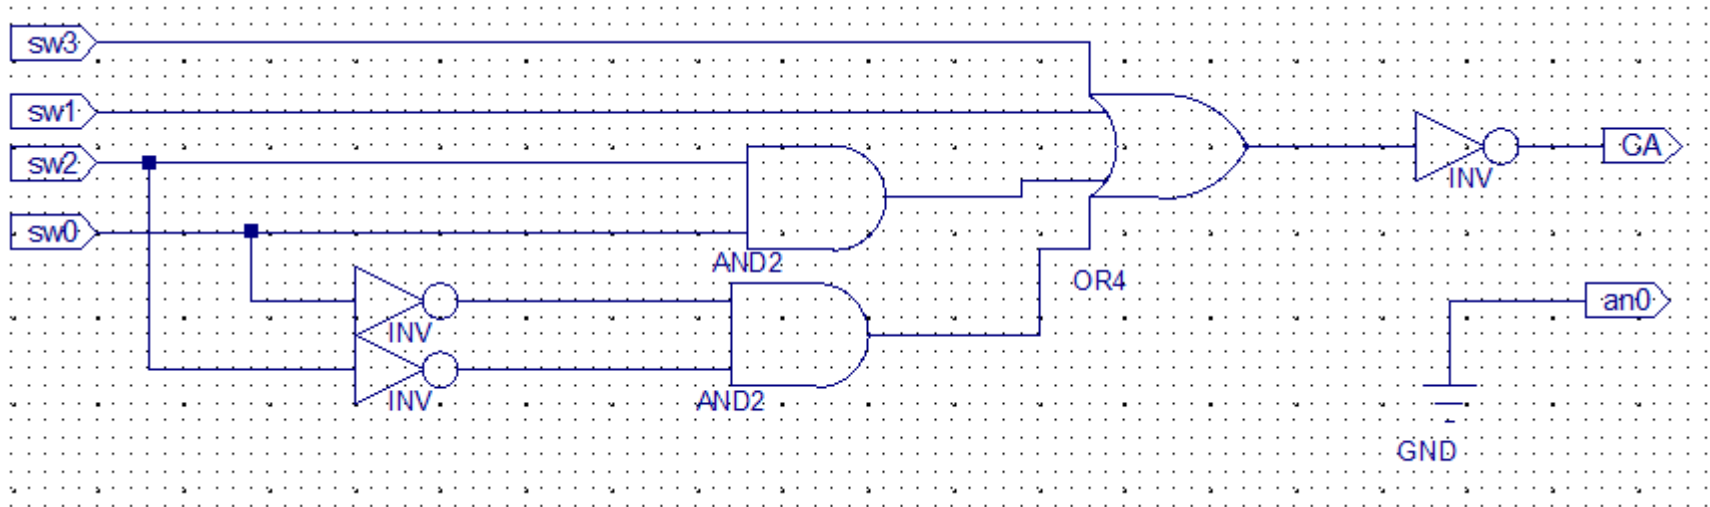 sw3
sw1
sw2
sw0
AND2
INV
INV
AND2
OR4
INV
CA
an0
GND